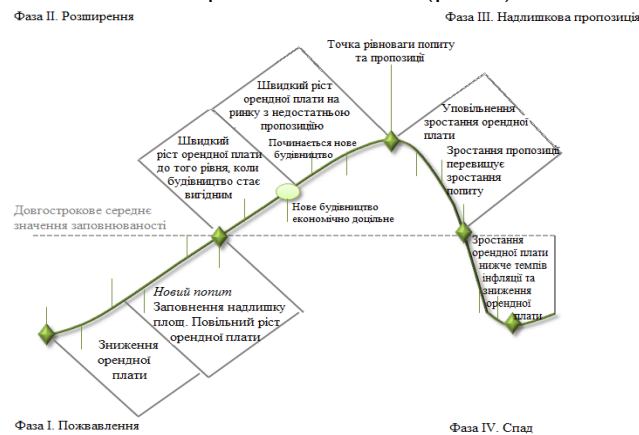 Фаза II. Розширення
Фаза III. Надлишкова пропозиція
Точка рівноваги попиту
та пропозиції
Швидкий ріст
орендної плати на
ринку з недостатньою
пропозицією
Починається нове
будівництво
Швидкий
ріст орендної плати
до того рівня, коли
будівництво стає
вигідним
Уповільнення
зростання орендної
плати
Зростання пропозиції
перевищує
зростання
попиту
Нове будівництво
економічно доцільне
Довгострокове середнє
значення заповнюваності
Зростання
орендної плати
нижче темпів
інфляції та
зниження
орендної
плати
Новий попит
Заповнення надлишку
площ. Повільний ріст
орендної плати
Зниження
орендної
плати
Фаза I. Пожвавлення
Фаза IV. Спад